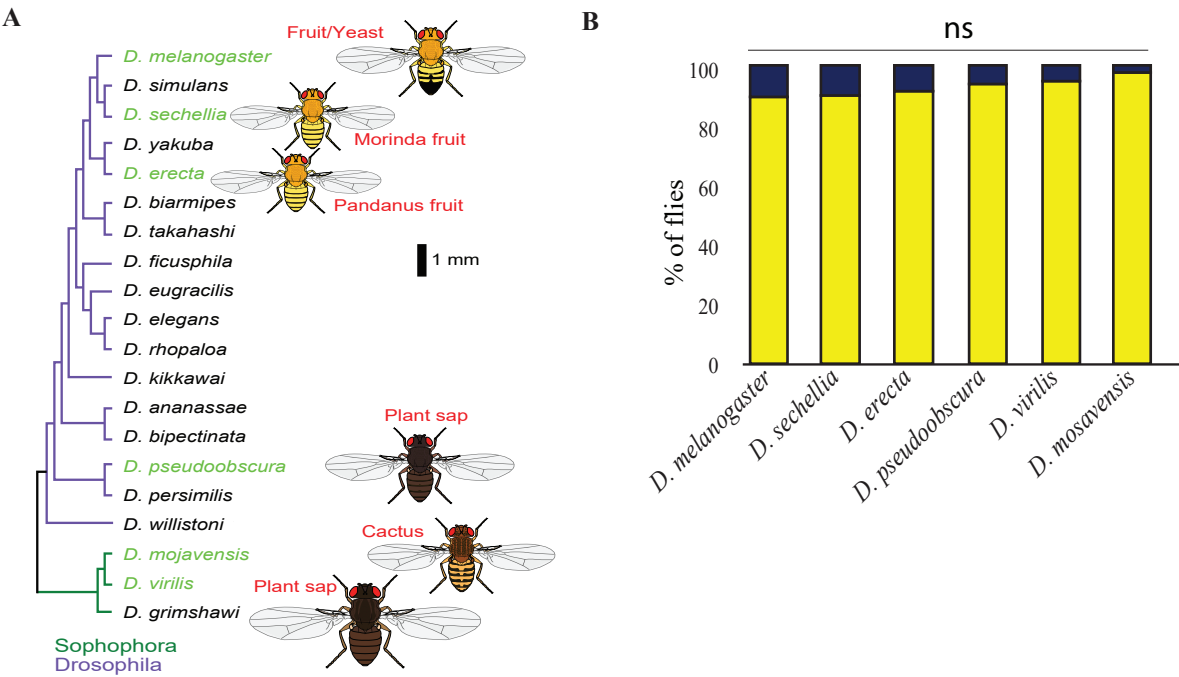 A
Fruit/Yeast
D. melanogaster
D. simulans
D. sechellia
Morinda fruit
D. yakuba
D. erecta
Pandanus fruit
D. biarmipes
D. takahashi
1 mm
D. ficusphila
D. eugracilis
D. elegans
D. rhopaloa
D. kikkawai
D. ananassae
Plant sap
D. bipectinata
D. pseudoobscura
D. persimilis
D. willistoni
Cactus
D. mojavensis
D. virilis
Plant sap
D. grimshawi
Sophophora
Drosophila
B
ns
% of flies
100
80
60
40
20
0
D. melanogaster
D. sechellia
D. erecta
D. pseudoobscura
D. virilis
D. mosavensis